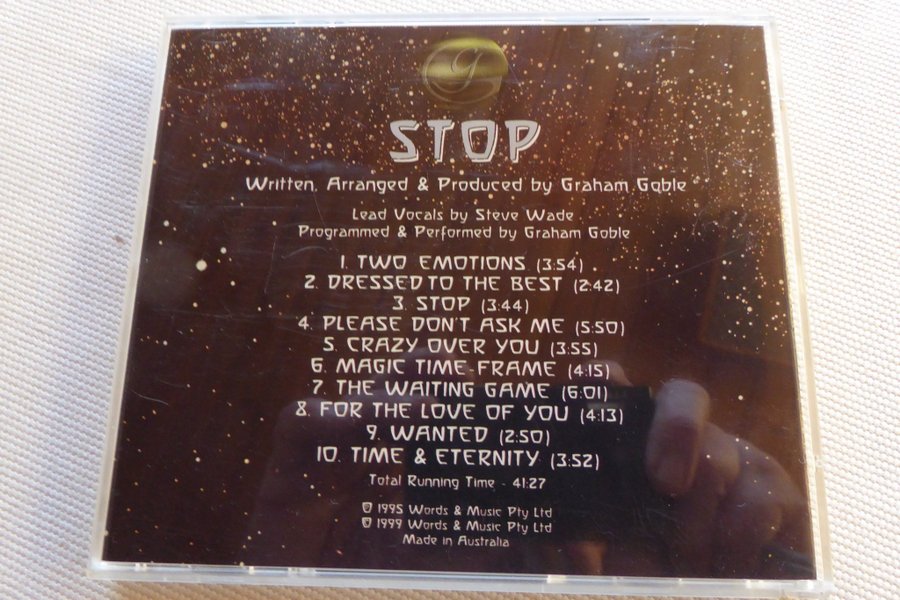 g
STOP
Written, Arranged & Produced by Graham Goble
Lead Vocals by Steve Wade
Programmed & Performed by Graham Goble
1. TWO EMOTIONS (3:54)
2. DRESSED TO THE BEST (2:42)
3. STOP (3:44)
4. PLEASE DON'T ASK ME (5:50)
5. CRAZY OVER YOU (3:55)
6. MAGIC TIME-FRAME (4:15)
7. THE WAITING GAME (6:01)
8. FOR THE LOVE OF YOU (4:13)
9. WANTED (2:50)
10. TIME & ETERNITY (3:52)
Total Running Time - 41:27
℗ 1995 Words & Music Pty Ltd
℗ 1999 Words & Music Pty Ltd
Made in Australia